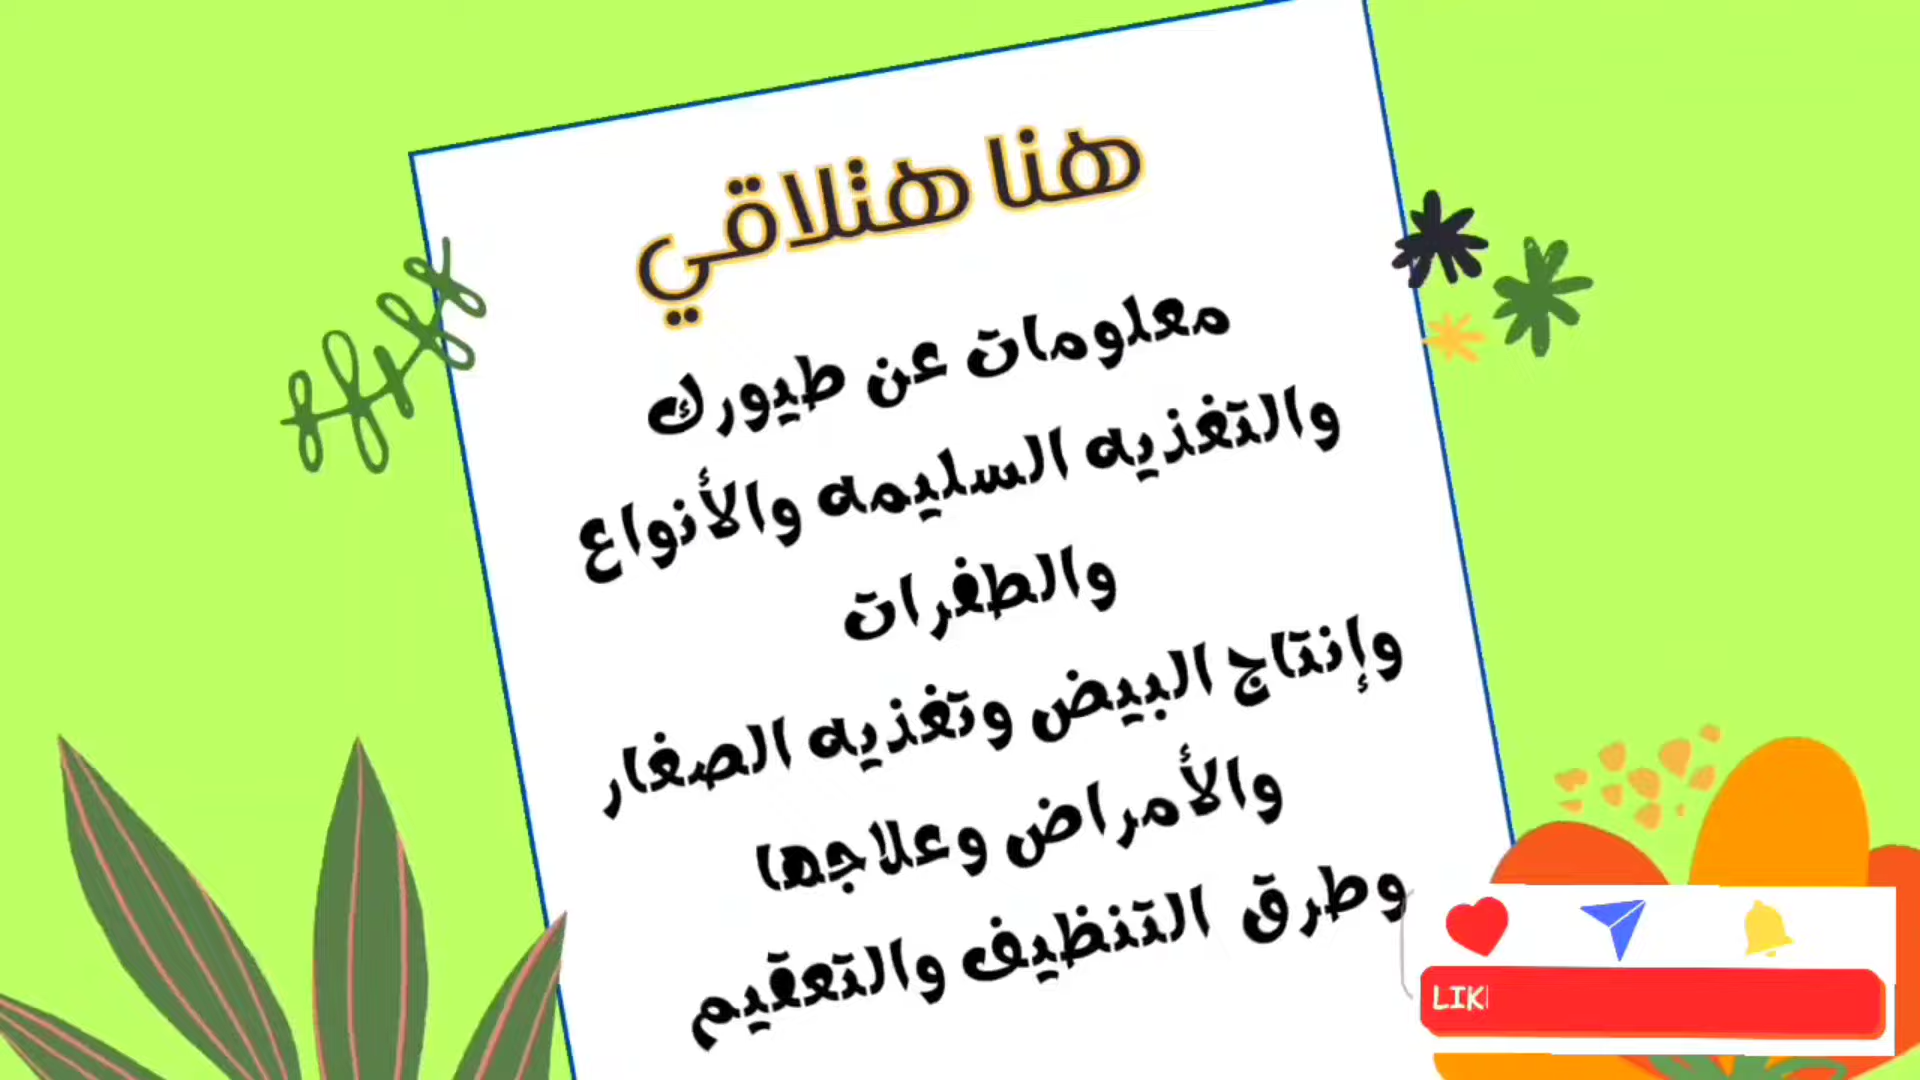 هنا هتلاقي
معلومات عن طيورك
والتغذيه السليمه والأنواع
والطفرات
وإنتاج البيض وتغذيه الصغار
والأمراض وعلاجها
وطرق التنظيف والتعقيم
LIK